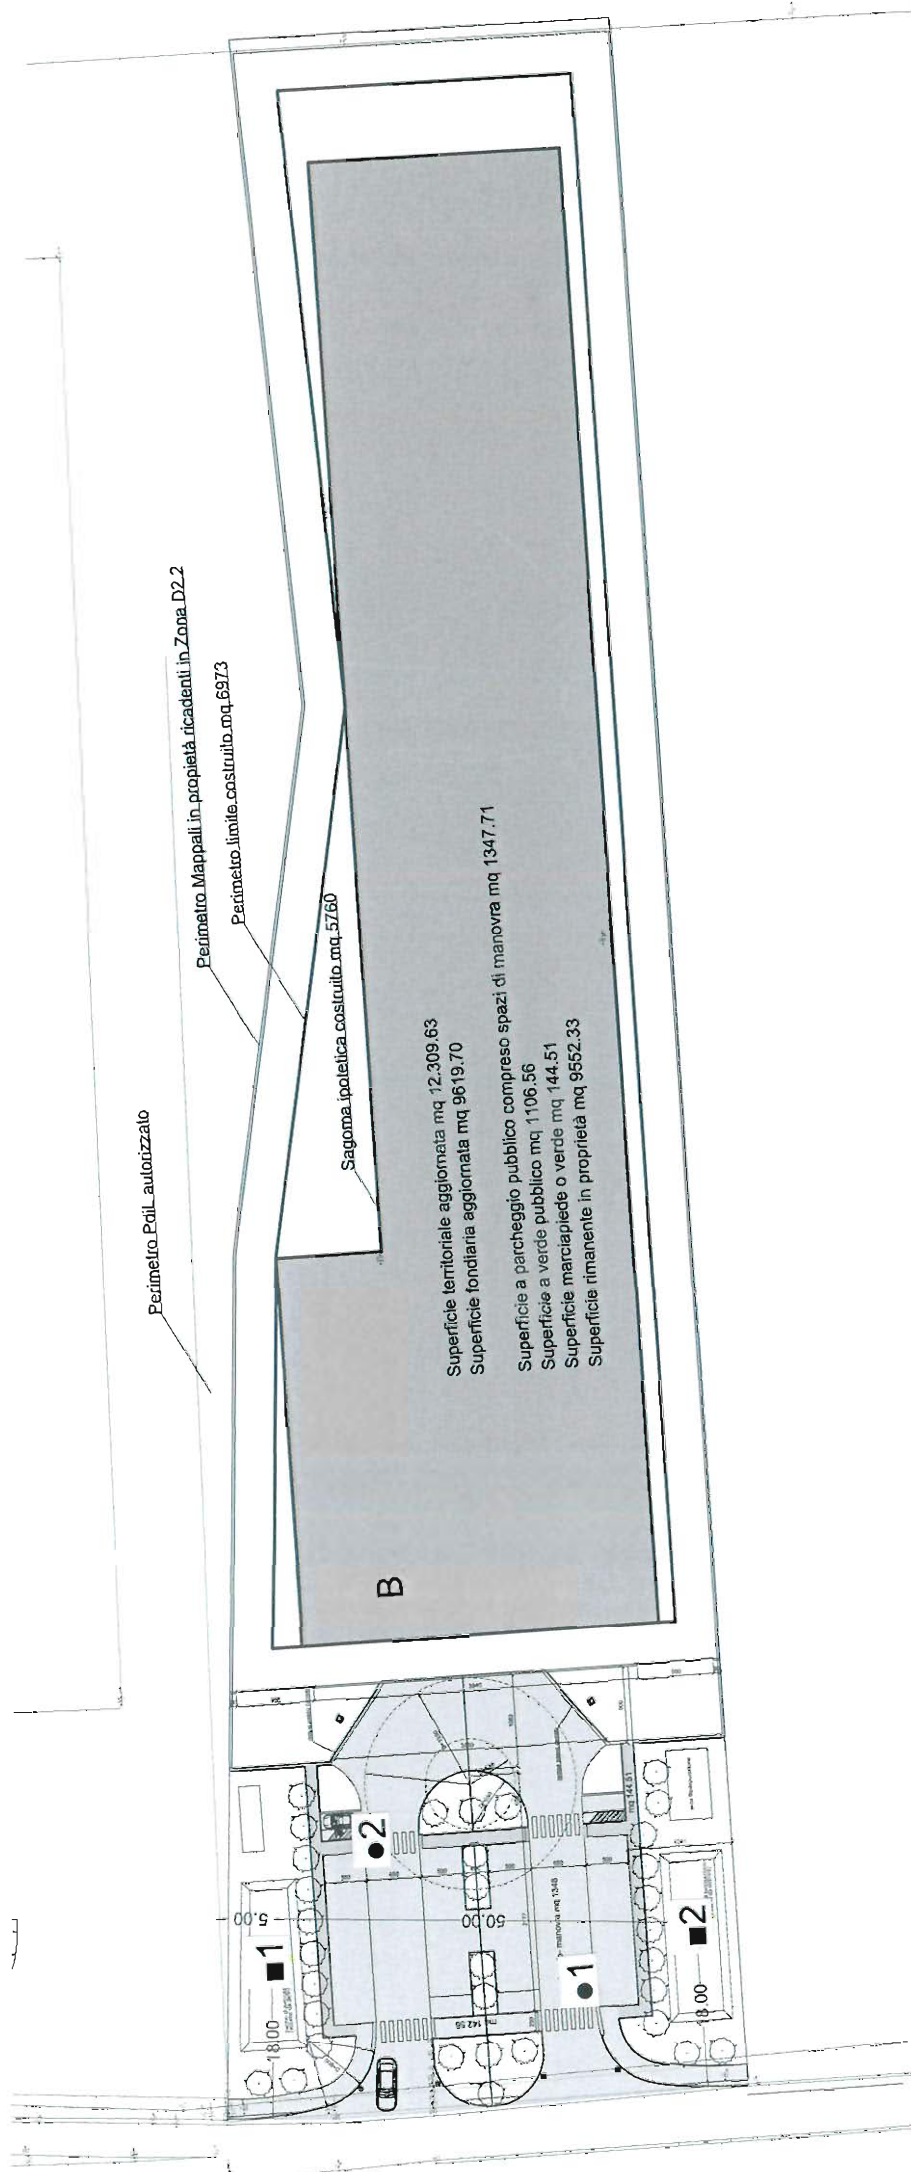 Perimetro PdiL autorizzato
Perimetro Mappali in propietà ricadenti in Zona D2.2
Perimetro limite costruito mq 6973
Sagoma ipotetica costruito mq 5760
Superficie territoriale aggiornata mq 12.309.63
Superficie fondiaria aggiornata mq 9619.70
Superficie a parcheggio pubblico compreso spazi di manovra mq 1347.71
Superficie a verde pubblico mq 1106.56
Superficie marciapiede o verde mq 144.51
Superficie rimanente in proprietà mq 9552.33
B
2
1
1
2
5.00
50.00
18.00
18.00
manovra mq 1348
mq 144.51
142.56